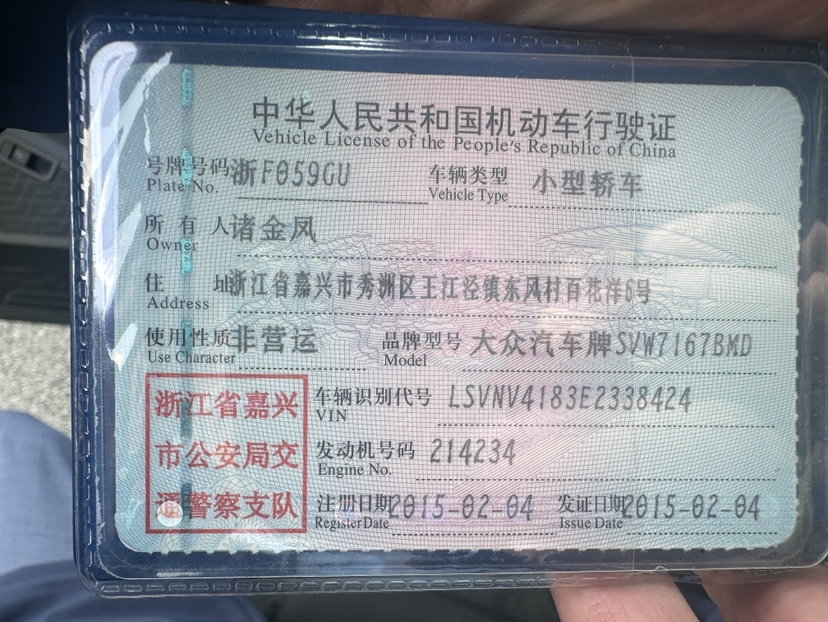 中华人民共和国机动车行驶证
Vehicle License of the People's Republic of China
号牌号码 浙F059GU 车辆类型 小型轿车
Plate No. Vehicle Type
所有人 诸金凤
Owner
住址 浙江省嘉兴市秀洲区王江泾镇东风村百花洋6号
Address
使用性质 非营运 品牌型号 大众汽车牌SVW7167BMD
Use Character Model
浙江省嘉兴 车辆识别代号 LSVNV4183E2338424
VIN
市公安局交 发动机号码 214234
Engine No.
通警察支队 注册日期 2015-02-04 发证日期 2015-02-04
Register Date Issue Date